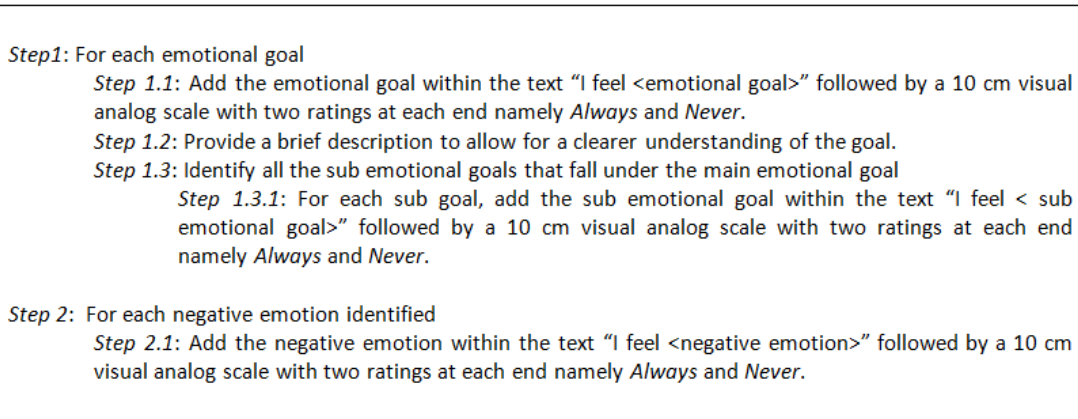 Step1: For each emotional goal
Step 1.1: Add the emotional goal within the text “I feel <emotional goal>” followed by a 10 cm visual
analog scale with two ratings at each end namely Always and Never.
Step 1.2: Provide a brief description to allow for a clearer understanding of the goal.
Step 1.3: Identify all the sub emotional goals that fall under the main emotional goal
Step 1.3.1: For each sub goal, add the sub emotional goal within the text “I feel < sub
emotional goal>” followed by a 10 cm visual analog scale with two ratings at each end
namely Always and Never.
Step 2: For each negative emotion identified
Step 2.1: Add the negative emotion within the text “I feel <negative emotion>” followed by a 10 cm
visual analog scale with two ratings at each end namely Always and Never.